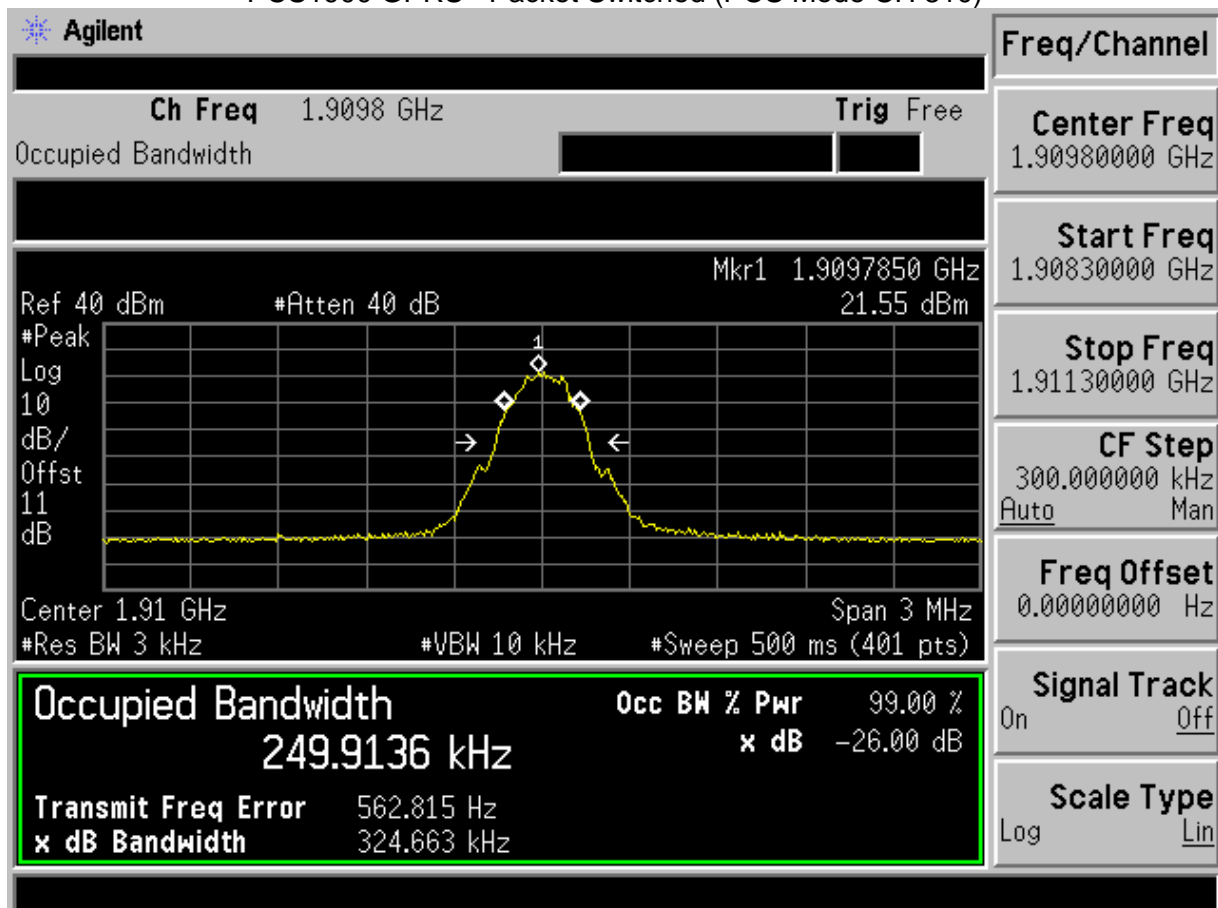 Agilent
Freq/Channel
Ch Freq 1.9098 GHz Trig Free
Occupied Bandwidth
Center Freq
1.90980000 GHz
Start Freq
1.90830000 GHz
Stop Freq
1.91130000 GHz
CF Step
300.000000 kHz
Auto Man
Freq Offset
0.00000000 Hz
Signal Track
On Off
Scale Type
Log Lin
Mkr1 1.9097850 GHz
Ref 40 dBm #Atten 40 dB 21.55 dBm
#Peak
Log
10
dB/
Offst
11
dB
1
Center 1.91 GHz Span 3 MHz
#Res BW 3 kHz #VBW 10 kHz #Sweep 500 ms (401 pts)
Occupied Bandwidth Occ BW % Pwr 99.00 %
249.9136 kHz x dB -26.00 dB
Transmit Freq Error 562.815 Hz
x dB Bandwidth 324.663 kHz